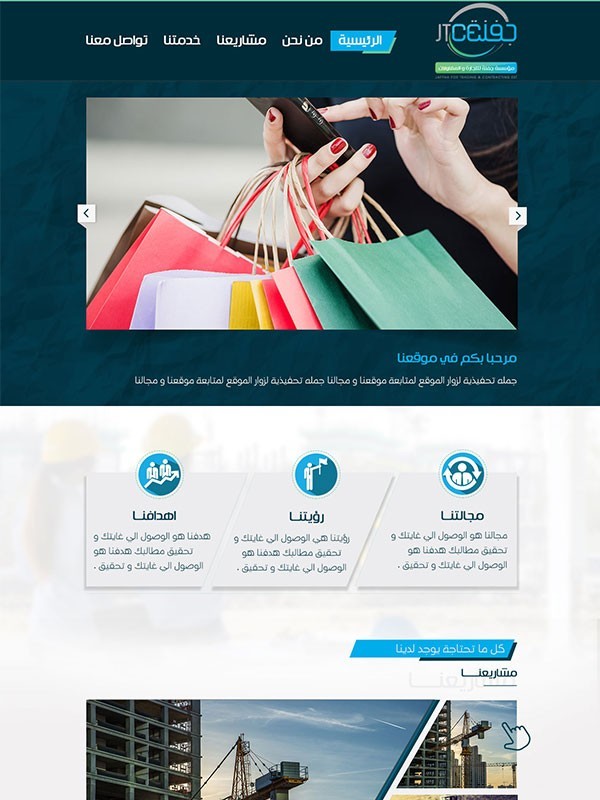 جفنة JTC
مؤسسة جفنة للتجارة و المقاولات
JAFTNA FOR TRADING & CONTRACTING EST
الرئيسية
من نحن
مشاريعنا
خدمتنا
تواصل معنا
مرحبا بكم في موقعنا
جمله تحفيذية لزوار الموقع لمتابعة موقعنا و مجالنا جمله تحفيذية لزوار الموقع لمتابعة موقعنا و مجالنا
مجالتنا
مجالنا هو الوصول الي غايتك و
تحقيق مطالبك هدفنا هو
الوصول الي غايتك و تحقيق .
رؤيتنا
رؤيتنا هي الوصول الي غايتك و
تحقيق مطالبك هدفنا هو
الوصول الي غايتك و تحقيق .
اهدافنا
هدفنا هو الوصول الي غايتك و
تحقيق مطالبك هدفنا هو
الوصول الي غايتك و تحقيق .
كل ما تحتاجة يوجد لدينا
مشاريعنا
مشاريعنا